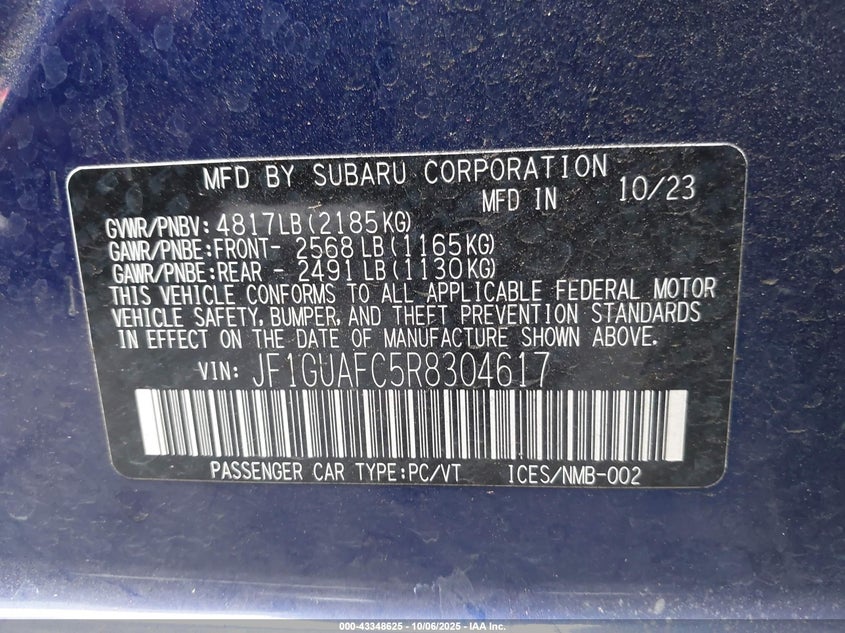 MFD BY SUBARU CORPORATION
MFD IN 10/23
GVWR/PNBV: 4817LB(2185KG)
GAWR/PNBE:FRONT- 2568 LB(1165KG)
GAWR/PNBE:REAR - 2491 LB(1130KG)
THIS VEHICLE CONFORMS TO ALL APPLICABLE FEDERAL MOTOR
VEHICLE SAFETY, BUMPER, AND THEFT PREVENTION STANDARDS
IN EFFECT ON THE DATE OF MANUFACTURE SHOWN ABOVE.
VIN: JF1GUAFC5R8304617
PASSENGER CAR TYPE:PC/VT ICES/NMB-002
000-43348625 - 10/06/2025 - IAA Inc.